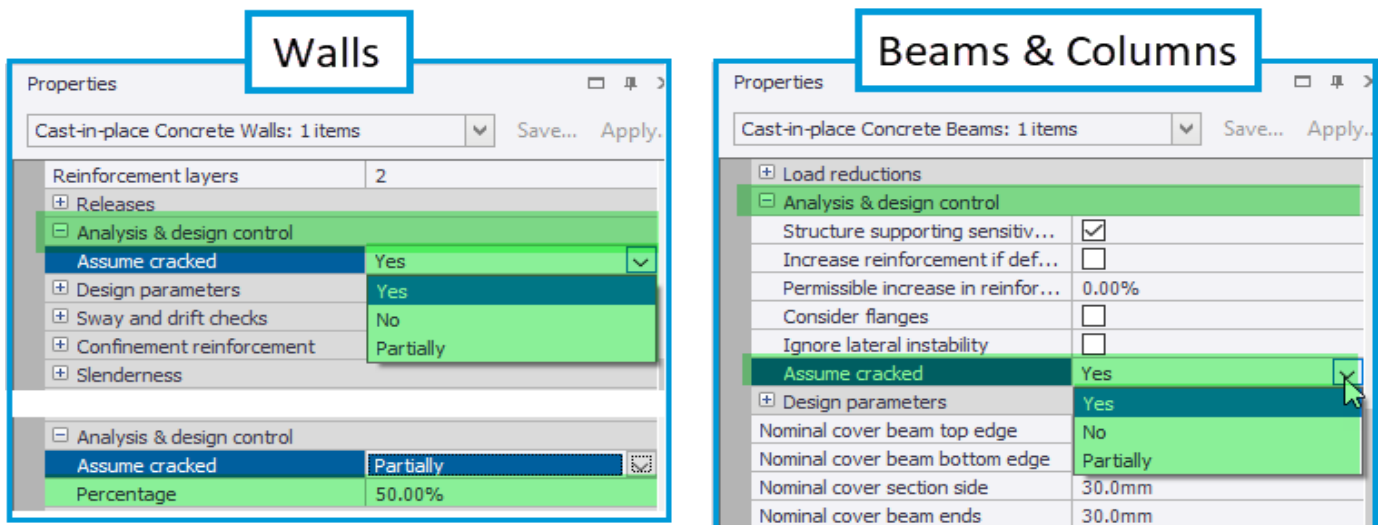 Walls
Properties
Cast-in-place Concrete Walls: 1 items Save... Apply..
Reinforcement layers 2
Releases
Analysis & design control
Assume cracked Yes
Design parameters Yes
Sway and drift checks No
Confinement reinforcement Partially
Slenderness
Analysis & design control
Assume cracked Partially
Percentage 50.00%
Beams & Columns
Properties
Cast-in-place Concrete Beams: 1 items Save... Apply..
Load reductions
Analysis & design control
Structure supporting sensitiv...
Increase reinforcement if def...
Permissible increase in reinfor... 0.00%
Consider flanges
Ignore lateral instability
Assume cracked Yes
Design parameters Yes
Nominal cover beam top edge No
Nominal cover beam bottom edge Partially
Nominal cover section side 30.0mm
Nominal cover beam ends 30.0mm